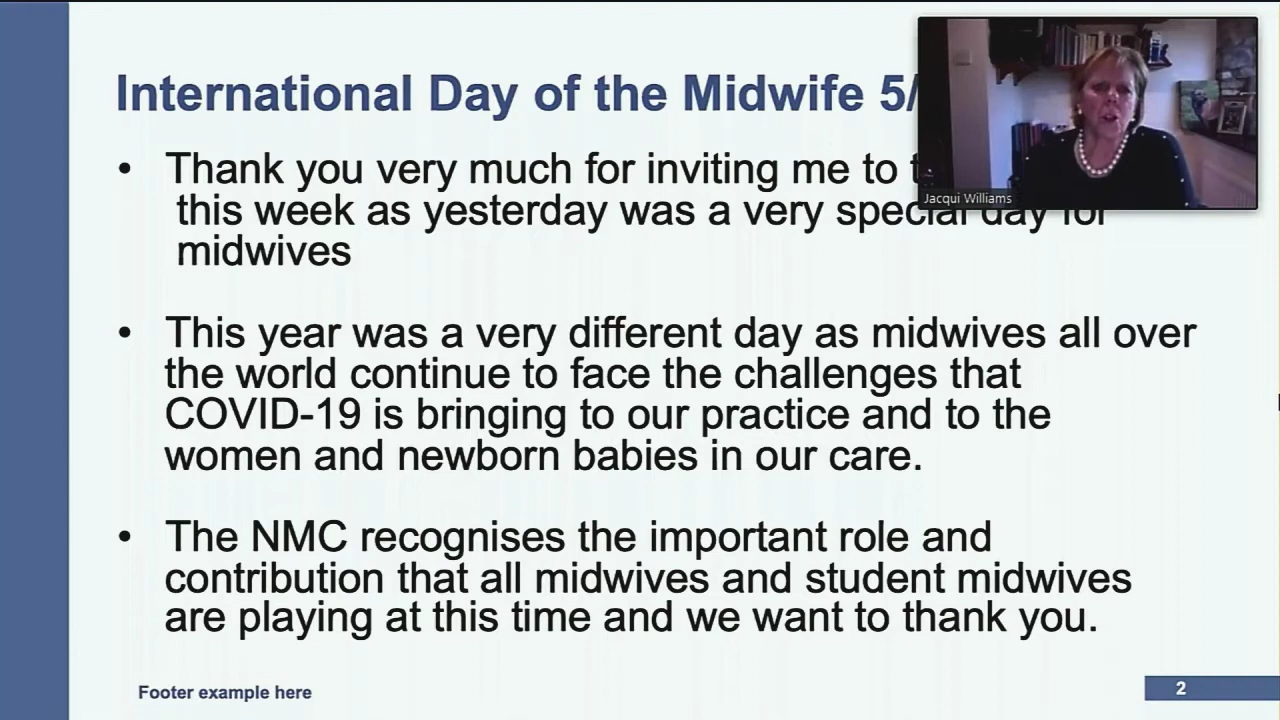 International Day of the Midwife 5/
• Thank you very much for inviting me to
this week as yesterday was a very special day for
midwives
• This year was a very different day as midwives all over
the world continue to face the challenges that
COVID-19 is bringing to our practice and to the
women and newborn babies in our care.
• The NMC recognises the important role and
contribution that all midwives and student midwives
are playing at this time and we want to thank you.
Jacqui Williams
Footer example here
2